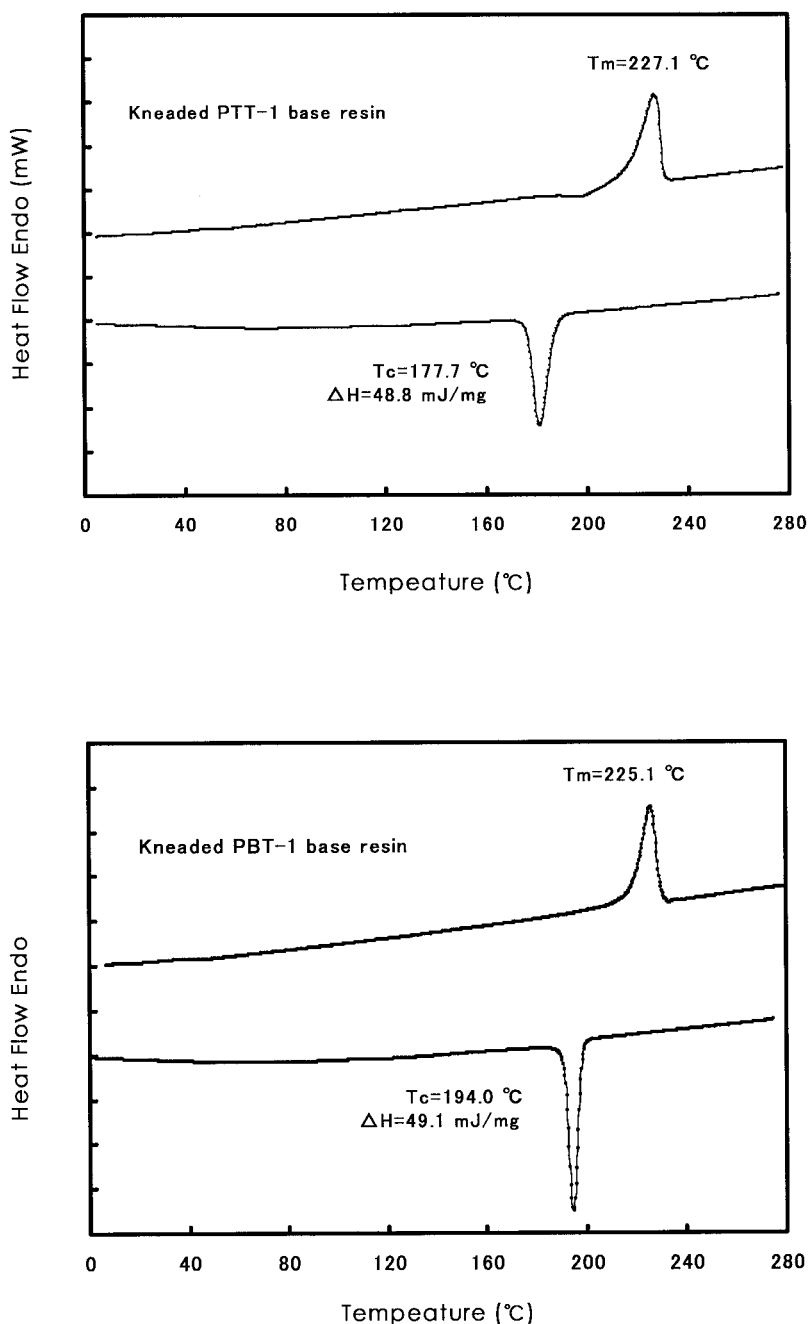 Tm=227.1 ℃
Kneaded PTT-1 base resin
Heat Flow Endo (mW)
Tc=177.7 ℃
△H=48.8 mJ/mg
0 40 80 120 160 200 240 280
Tempeature (℃)
Tm=225.1 ℃
Kneaded PBT-1 base resin
Heat Flow Endo
Tc=194.0 ℃
△H=49.1 mJ/mg
0 40 80 120 160 200 240 280
Tempeature (℃)